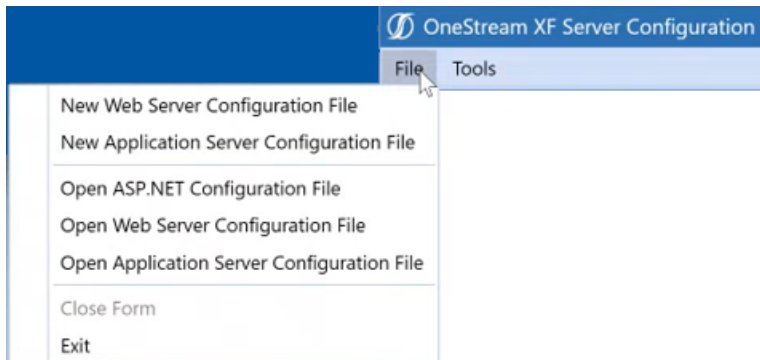 OneStream XF Server Configuration
File Tools
New Web Server Configuration File
New Application Server Configuration File
Open ASP.NET Configuration File
Open Web Server Configuration File
Open Application Server Configuration File
Close Form
Exit